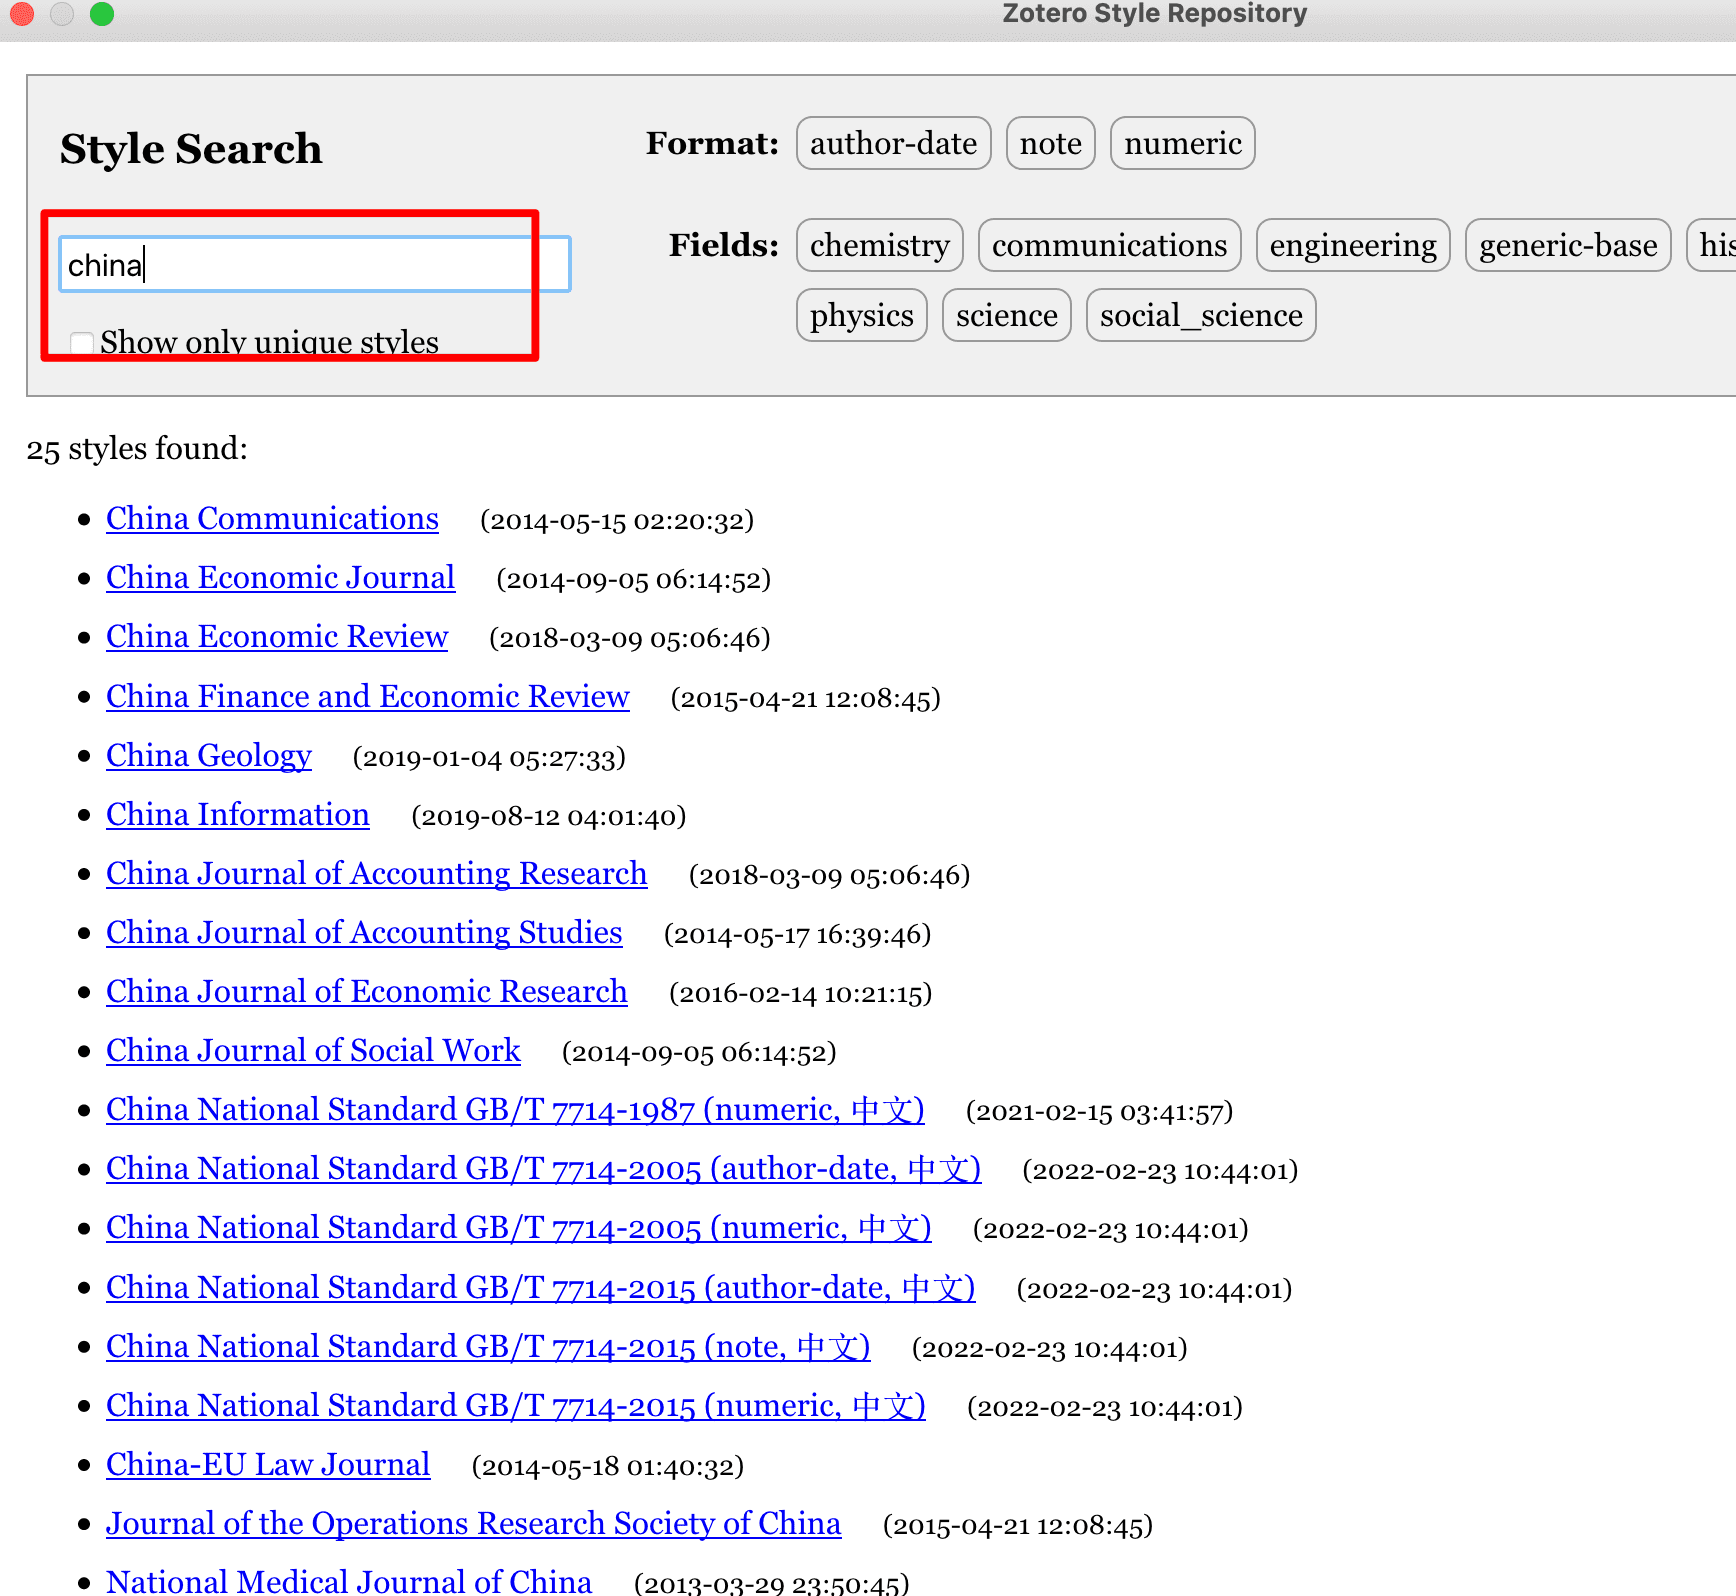 Zotero Style Repository
Style Search
Format: author-date note numeric
china
Fields: chemistry communications engineering generic-base his
Show only unique styles
physics science social_science
25 styles found:
China Communications (2014-05-15 02:20:32)
China Economic Journal (2014-09-05 06:14:52)
China Economic Review (2018-03-09 05:06:46)
China Finance and Economic Review (2015-04-21 12:08:45)
China Geology (2019-01-04 05:27:33)
China Information (2019-08-12 04:01:40)
China Journal of Accounting Research (2018-03-09 05:06:46)
China Journal of Accounting Studies (2014-05-17 16:39:46)
China Journal of Economic Research (2016-02-14 10:21:15)
China Journal of Social Work (2014-09-05 06:14:52)
China National Standard GB/T 7714-1987 (numeric, 中文) (2021-02-15 03:41:57)
China National Standard GB/T 7714-2005 (author-date, 中文) (2022-02-23 10:44:01)
China National Standard GB/T 7714-2005 (numeric, 中文) (2022-02-23 10:44:01)
China National Standard GB/T 7714-2015 (author-date, 中文) (2022-02-23 10:44:01)
China National Standard GB/T 7714-2015 (note, 中文) (2022-02-23 10:44:01)
China National Standard GB/T 7714-2015 (numeric, 中文) (2022-02-23 10:44:01)
China-EU Law Journal (2014-05-18 01:40:32)
Journal of the Operations Research Society of China (2015-04-21 12:08:45)
National Medical Journal of China (2013-03-29 23:50:45)